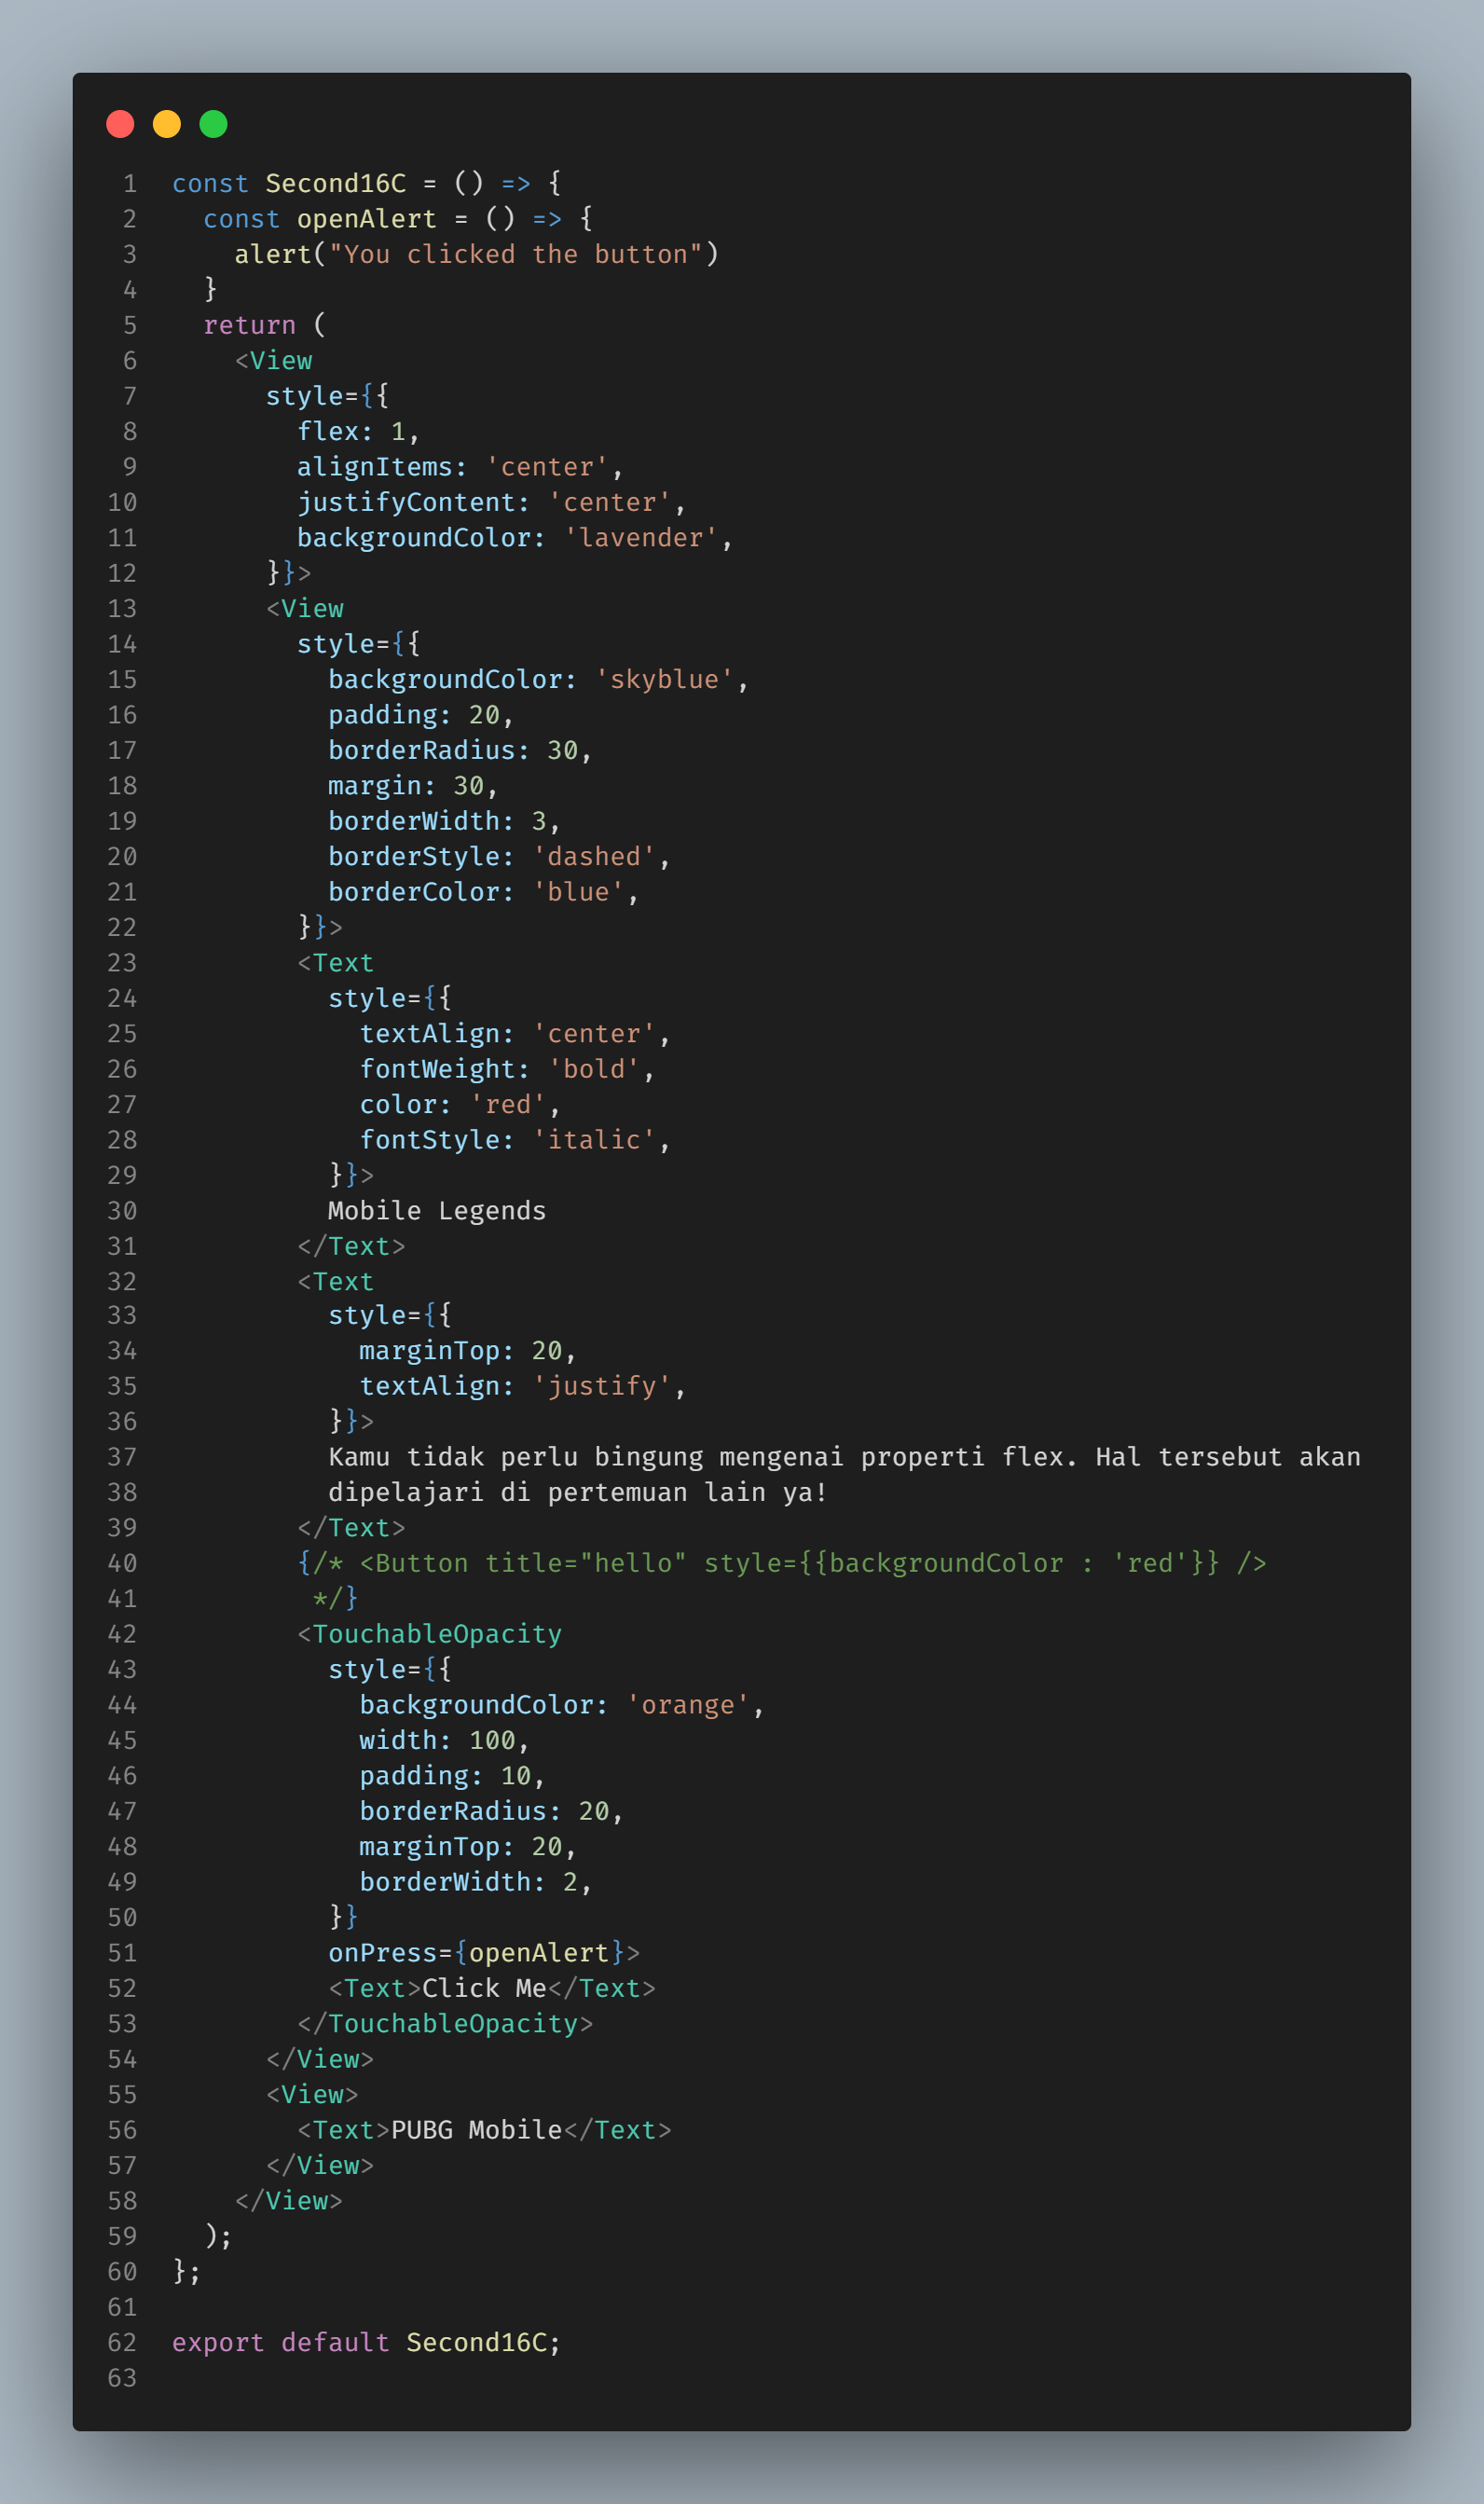 1 const Second16C = () => {
2   const openAlert = () => {
3     alert("You clicked the button")
4   }
5   return (
6     <View
7       style={{
8         flex: 1,
9         alignItems: 'center',
10         justifyContent: 'center',
11         backgroundColor: 'lavender',
12       }}>
13       <View
14         style={{
15           backgroundColor: 'skyblue',
16           padding: 20,
17           borderRadius: 30,
18           margin: 30,
19           borderWidth: 3,
20           borderStyle: 'dashed',
21           borderColor: 'blue',
22         }}>
23         <Text
24           style={{
25             textAlign: 'center',
26             fontWeight: 'bold',
27             color: 'red',
28             fontStyle: 'italic',
29           }}>
30           Mobile Legends
31         </Text>
32         <Text
33           style={{
34             marginTop: 20,
35             textAlign: 'justify',
36           }}>
37           Kamu tidak perlu bingung mengenai properti flex. Hal tersebut akan
38           dipelajari di pertemuan lain ya!
39         </Text>
40         {/* <Button title="hello" style={{backgroundColor : 'red'}} />
41          */}
42         <TouchableOpacity
43           style={{
44             backgroundColor: 'orange',
45             width: 100,
46             padding: 10,
47             borderRadius: 20,
48             marginTop: 20,
49             borderWidth: 2,
50           }}
51           onPress={openAlert}>
52           <Text>Click Me</Text>
53         </TouchableOpacity>
54       </View>
55       <View>
56         <Text>PUBG Mobile</Text>
57       </View>
58     </View>
59   );
60 };
61
62 export default Second16C;
63